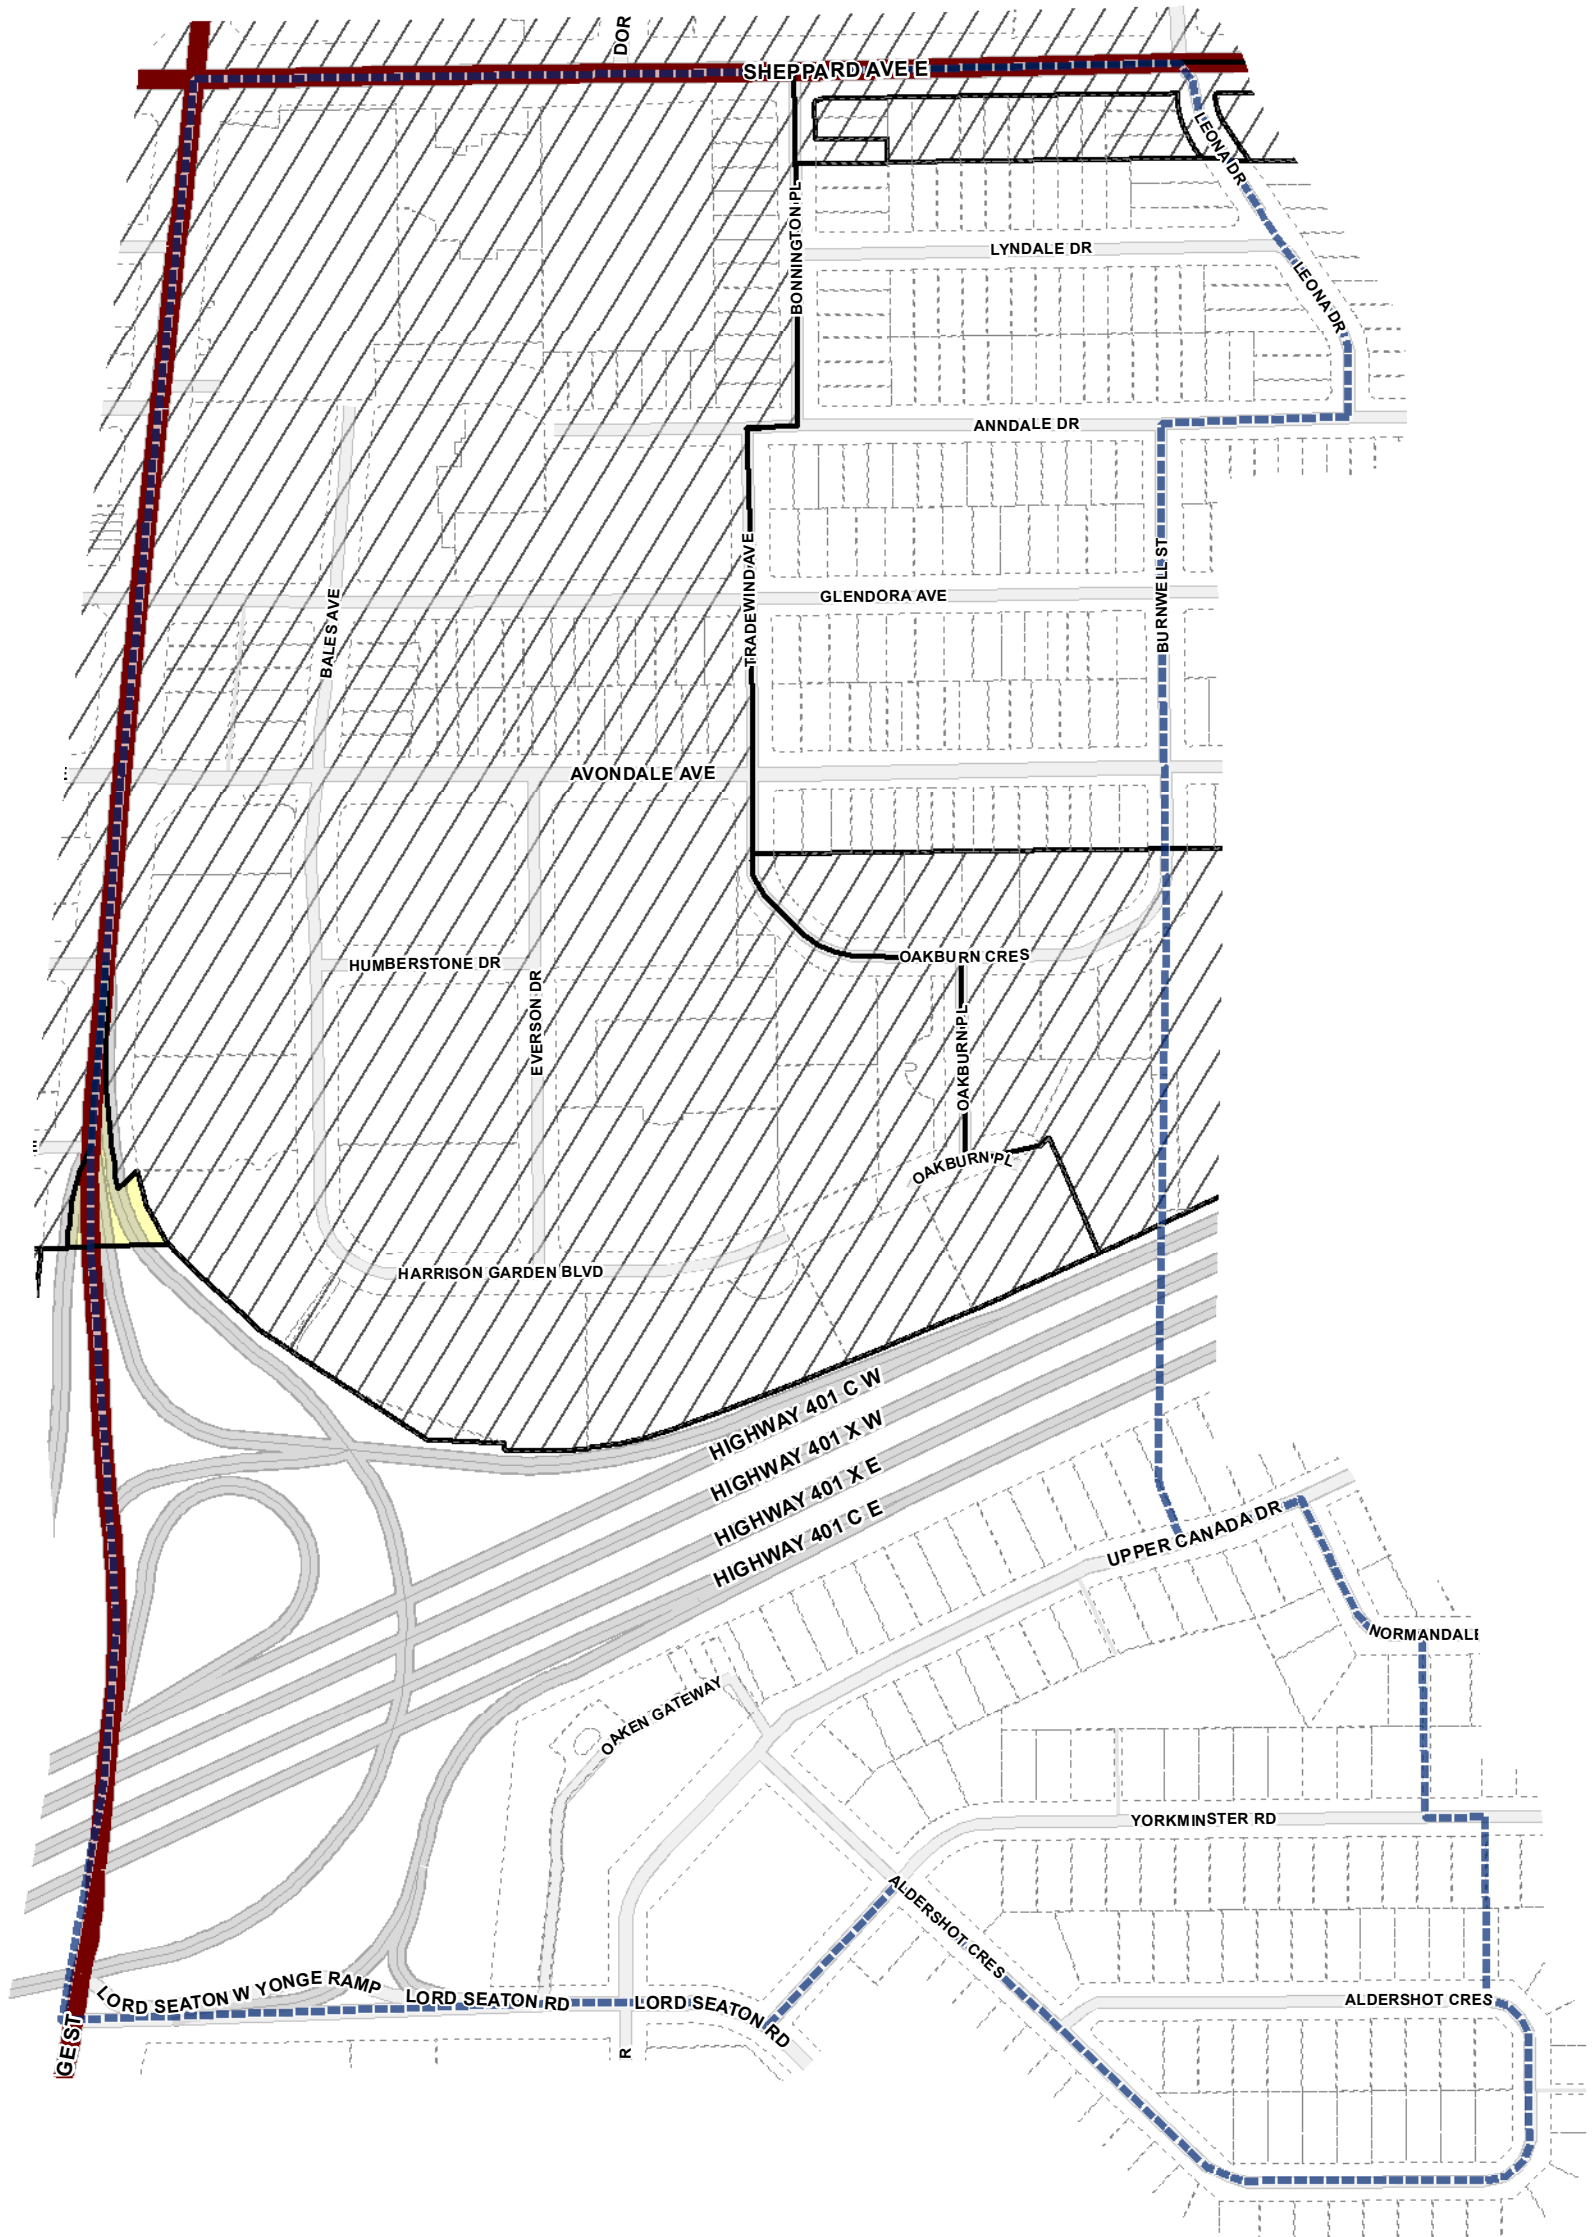 DOR
SHEPPARD AVE E
LEONA DR
BONNINGTON PL
LYNDALE DR
LEONA DR
ANNDALE DR
TRADEWIND AVE
BURNWELL ST
BALES AVE
GLENDORA AVE
AVONDALE AVE
OAKBURN CRES
HUMBERSTONE DR
EVERSON DR
OAKBURN PL
OAKBURN PL
HARRISON GARDEN BLVD
HIGHWAY 401 C W
HIGHWAY 401 X W
HIGHWAY 401 X E
HIGHWAY 401 C E
UPPER CANADA DR
NORMANDALE
OAKEN GATEWAY
YORKMINSTER RD
ALDERSHOT CRES
LORD SEATON W YONGE RAMP
LORD SEATON RD
LORD SEATON RD
ALDERSHOT CRES
GE ST
R